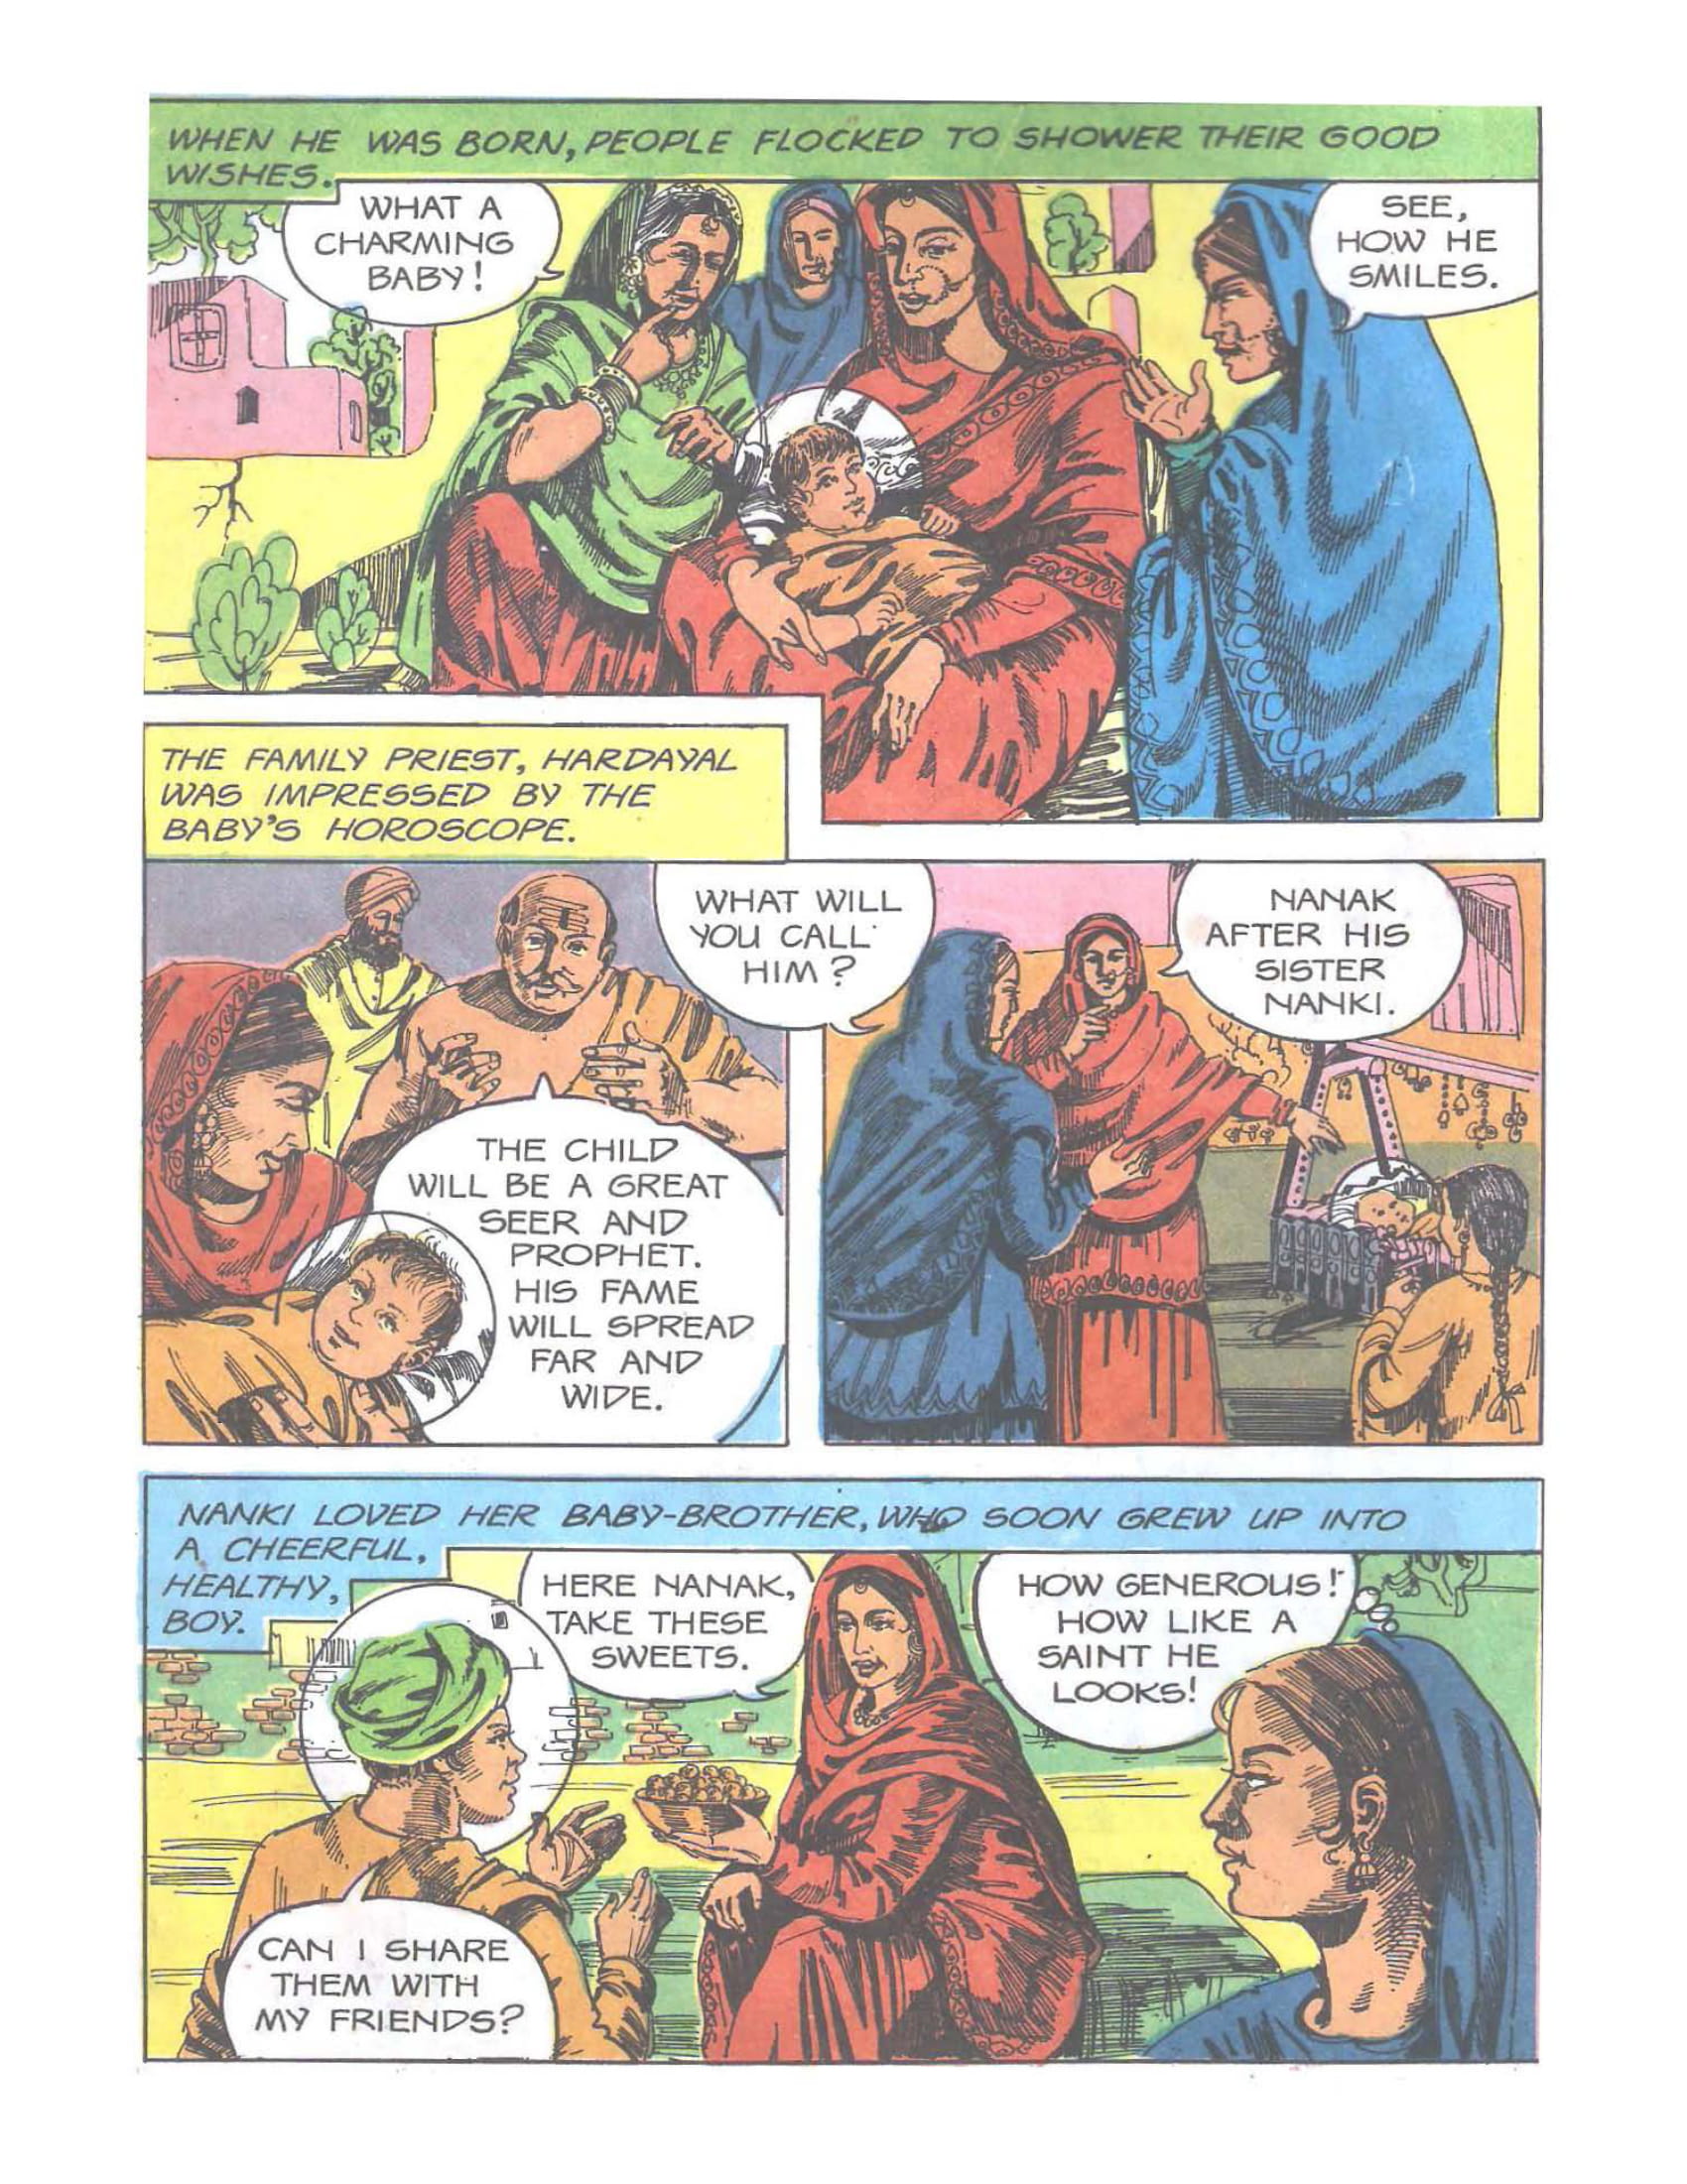 WHEN HE WAS BORN, PEOPLE FLOCKED TO SHOWER THEIR GOOD
WISHES.
WHAT A
CHARMING
BABY!
SEE,
HOW HE
SMILES.
THE FAMILY PRIEST, HARDAYAL
WAS IMPRESSED BY THE
BABY'S HOROSCOPE.
THE CHILD
WILL BE A GREAT
SEER AND
PROPHET.
HIS FAME
WILL SPREAD
FAR AND
WIDE.
WHAT WILL
YOU CALL
HIM?
NANAK
AFTER HIS
SISTER
NANKI.
NANKI LOVED HER BABY-BROTHER, WHO SOON GREW UP INTO
A CHEERFUL,
HEALTHY,
BOY.
HERE NANAK,
TAKE THESE
SWEETS.
CAN I SHARE
THEM WITH
MY FRIENDS?
HOW GENEROUS!
HOW LIKE A
SAINT HE
LOOKS!